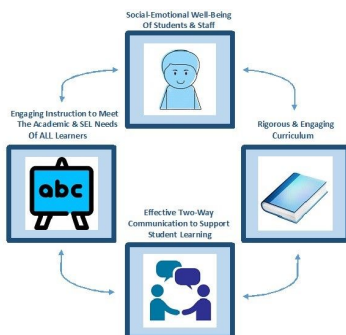 Social-Emotional Well-Being
Of Students & Staff
Engaging Instruction to Meet
The Academic & SEL Needs
Of ALL Learners
Rigorous & Engaging
Curriculum
abc
Effective Two-Way
Communication to Support
Student Learning